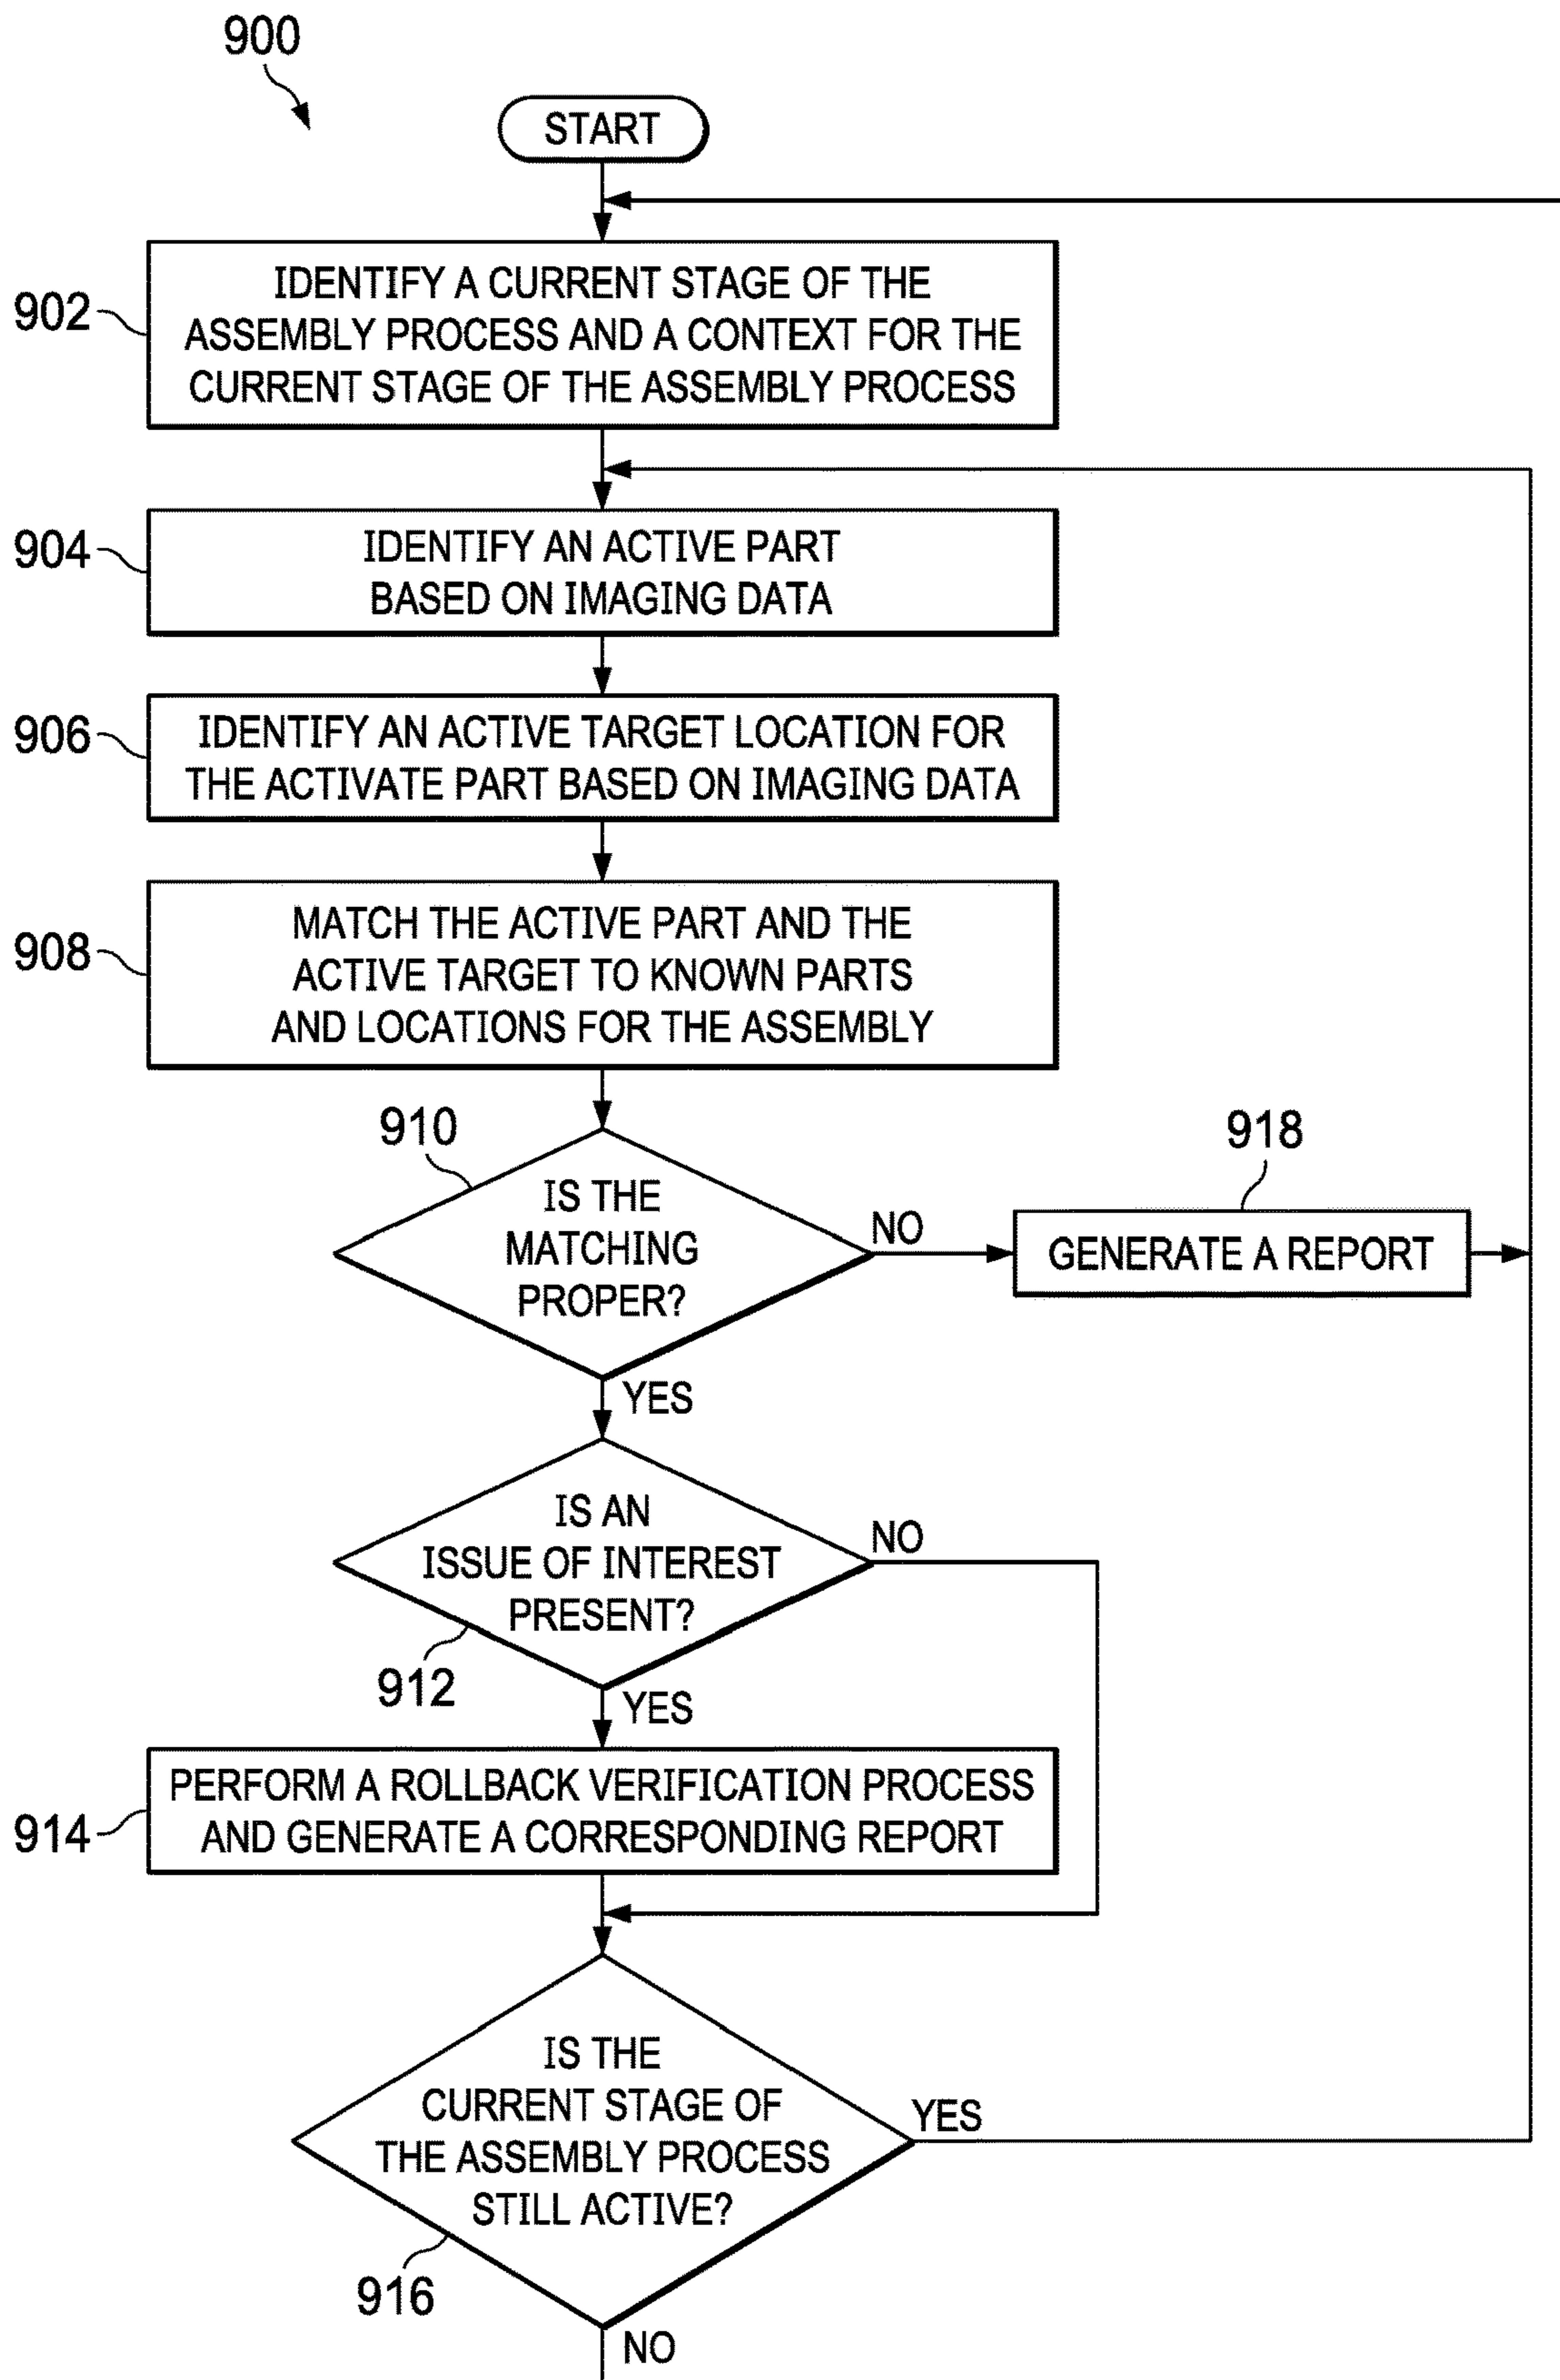 900
START
902
IDENTIFY A CURRENT STAGE OF THE
ASSEMBLY PROCESS AND A CONTEXT FOR THE
CURRENT STAGE OF THE ASSEMBLY PROCESS
904
IDENTIFY AN ACTIVE PART
BASED ON IMAGING DATA
906
IDENTIFY AN ACTIVE TARGET LOCATION FOR
THE ACTIVATE PART BASED ON IMAGING DATA
908
MATCH THE ACTIVE PART AND THE
ACTIVE TARGET TO KNOWN PARTS
AND LOCATIONS FOR THE ASSEMBLY
910
IS THE
MATCHING
PROPER?
NO
918
GENERATE A REPORT
YES
IS AN
ISSUE OF INTEREST
PRESENT?
NO
912
YES
914
PERFORM A ROLLBACK VERIFICATION PROCESS
AND GENERATE A CORRESPONDING REPORT
IS THE
CURRENT STAGE OF
THE ASSEMBLY PROCESS
STILL ACTIVE?
YES
916
NO